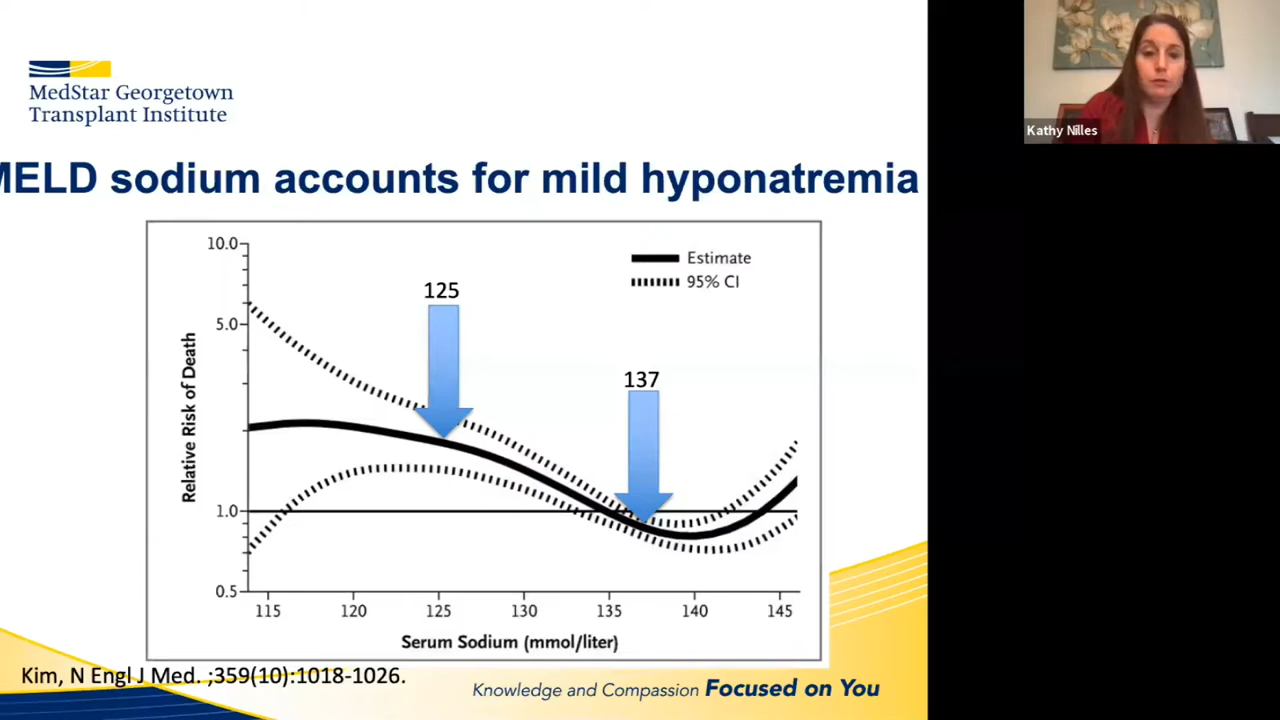 MedStar Georgetown
Transplant Institute
Kathy Nilles
MELD sodium accounts for mild hyponatremia
10.0
5.0
1.0
0.5
Relative Risk of Death
Estimate
95% CI
125
137
115 120 125 130 135 140 145
Serum Sodium (mmol/liter)
Kim, N Engl J Med. ;359(10):1018-1026.
Knowledge and Compassion Focused on You